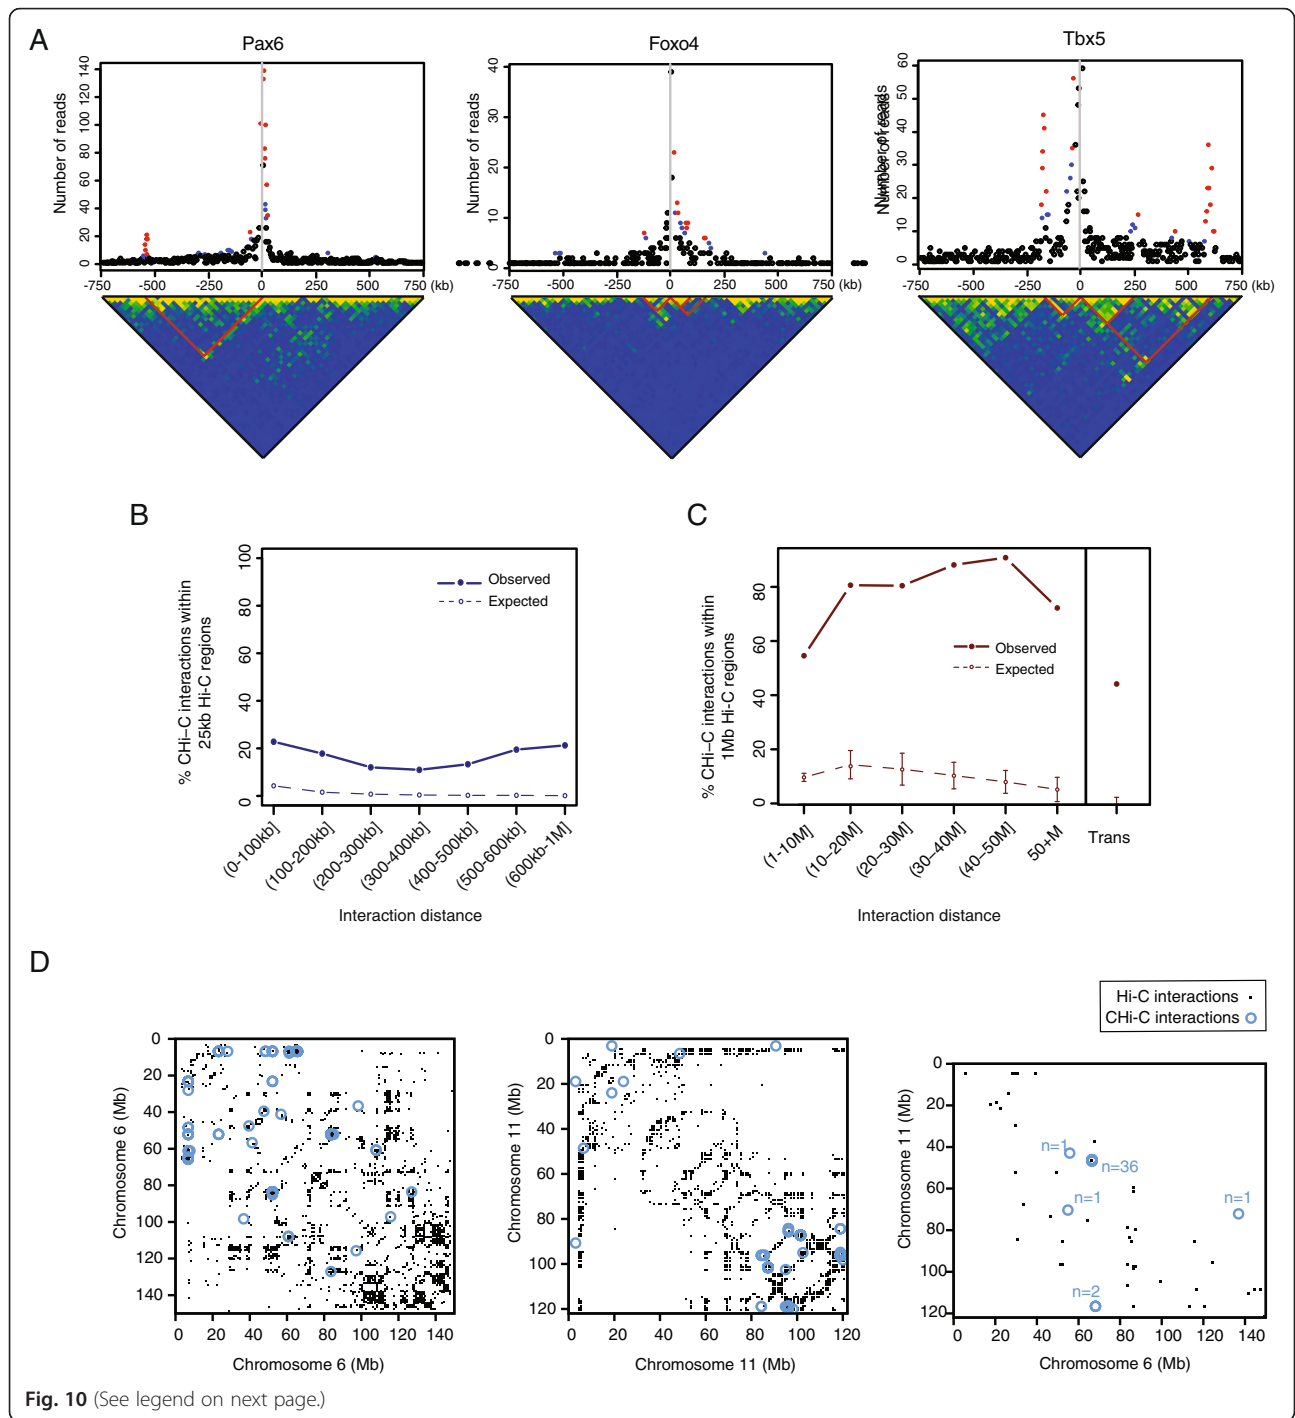 A
Pax6
Foxo4
Tbx5
Number of reads
0 20 40 60 80 100 120 140
-750 -500 -250 0 250 500 750 (kb)
Number of reads
0 10 20 30 40
-750 -500 -250 0 250 500 750 (kb)
Number of reads
Number of reads
0 10 20 30 40 50 60
-750 -500 -250 0 250 500 750 (kb)
B
% CHi-C interactions within
25kb Hi-C regions
0 20 40 60 80 100
Observed
Expected
(0-100kb] (100-200kb] (200-300kb] (300-400kb] (400-500kb] (500-600kb] (600kb-1M]
Interaction distance
C
% CHi-C interactions within
1Mb Hi-C regions
0 20 40 60 80
Observed
Expected
(1-10M] (10-20M] (20-30M] (30-40M] (40-50M] 50+M Trans
Interaction distance
D
Hi-C interactions
CHi-C interactions
Chromosome 6 (Mb)
0 20 40 60 80 100 120 140
0 20 40 60 80 100 120 140
Chromosome 6 (Mb)
Chromosome 11 (Mb)
0 20 40 60 80 100 120
0 20 40 60 80 100 120
Chromosome 11 (Mb)
Chromosome 11 (Mb)
0 20 40 60 80 100 120
n=1
n=36
n=1
n=1
n=2
0 20 40 60 80 100 120 140
Chromosome 6 (Mb)
Fig. 10 (See legend on next page.)